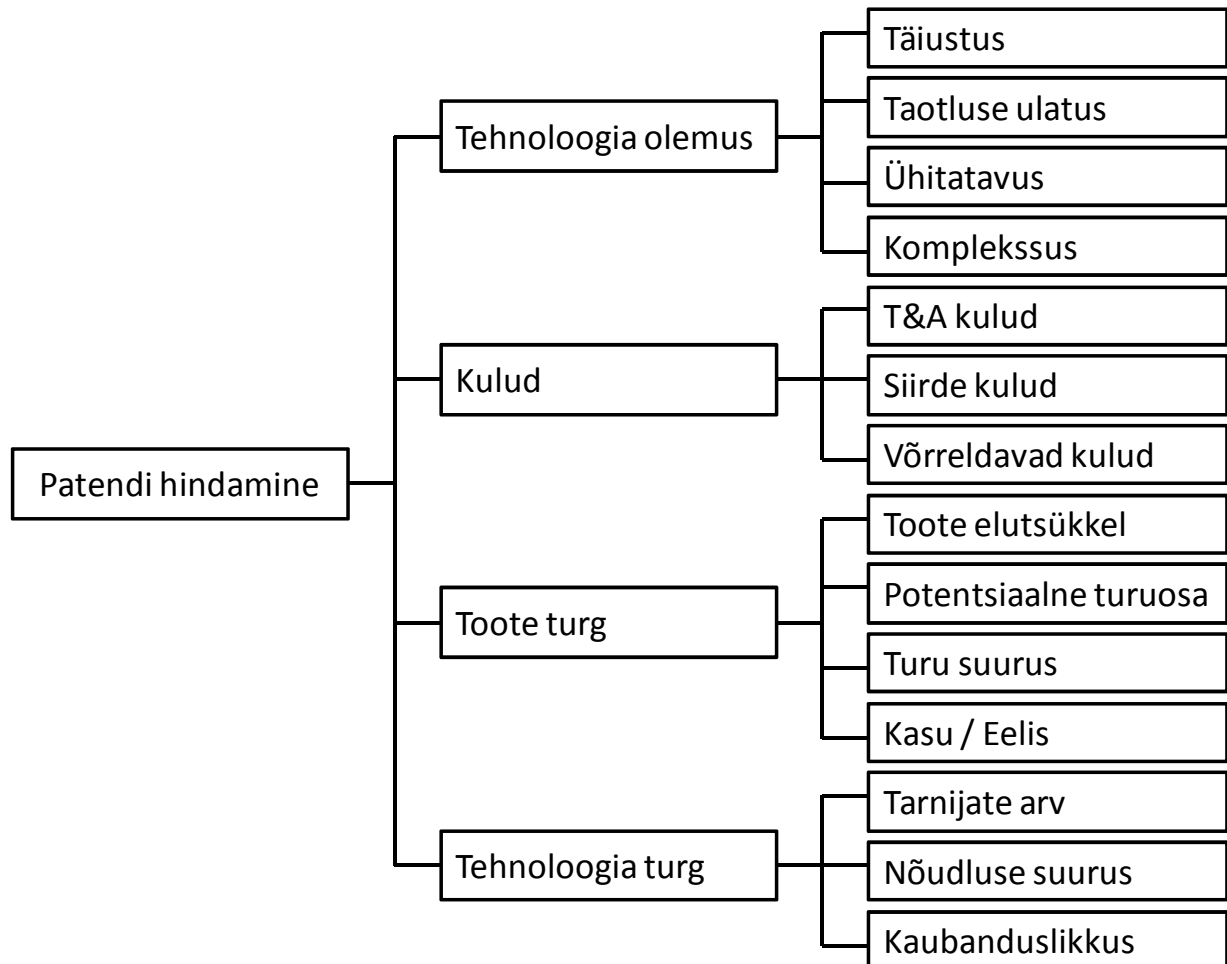 Patendi hindamine
Tehnoloogia olemus
Täiustus
Taotluse ulatus
Ühitatavus
Komplekssus
Kulud
T&A kulud
Siirde kulud
Võrreldavad kulud
Toote turg
Toote elutsükkel
Potentsiaalne turuosa
Turu suurus
Kasu / Eelis
Tehnoloogia turg
Tarnijate arv
Nõudluse suurus
Kaubanduslikkus